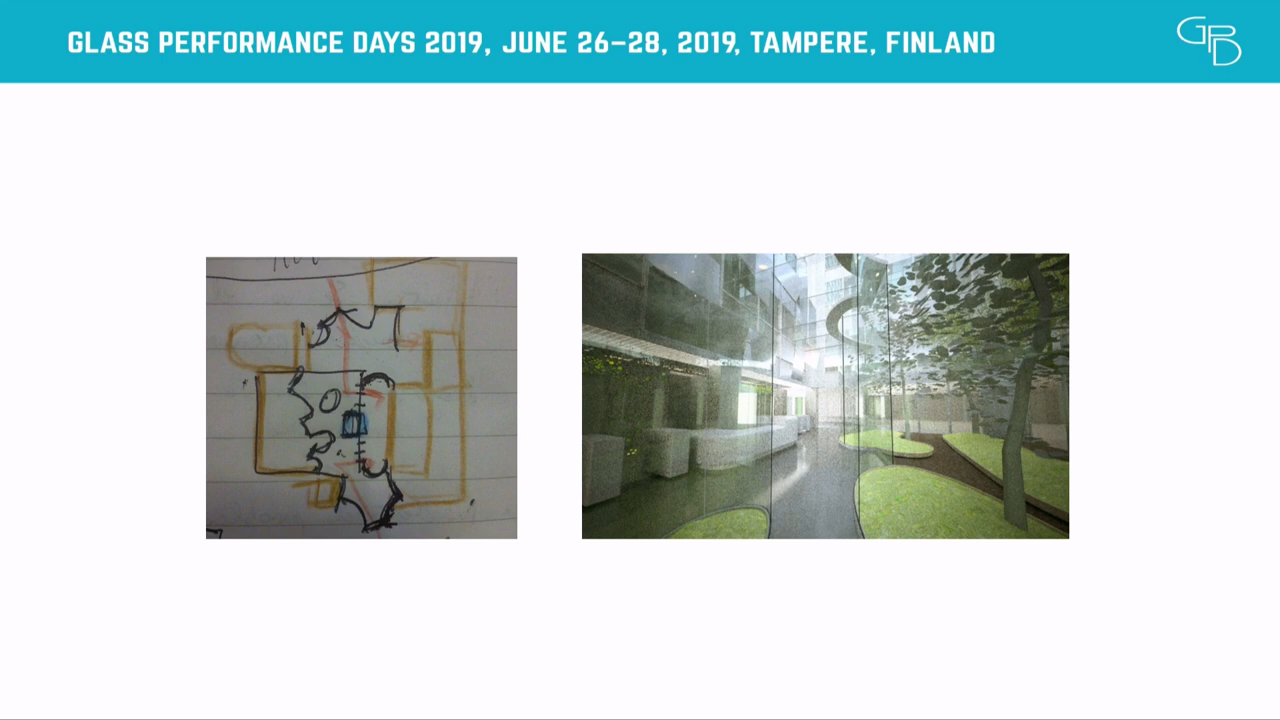 GLASS PERFORMANCE DAYS 2019, JUNE 26–28, 2019, TAMPERE, FINLAND
GPD